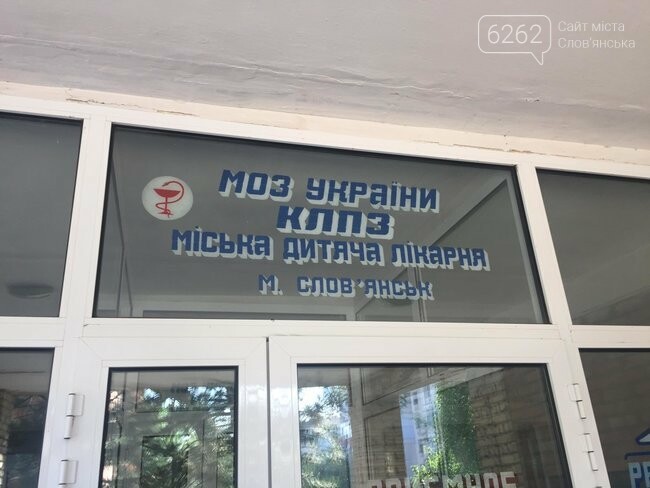 6262
Сайт міста
Слов'янська
МОЗ УКРАЇНИ
КЛПЗ
МІСЬКА ДИТЯЧА ЛІКАРНЯ
М. СЛОВ'ЯНСЬК